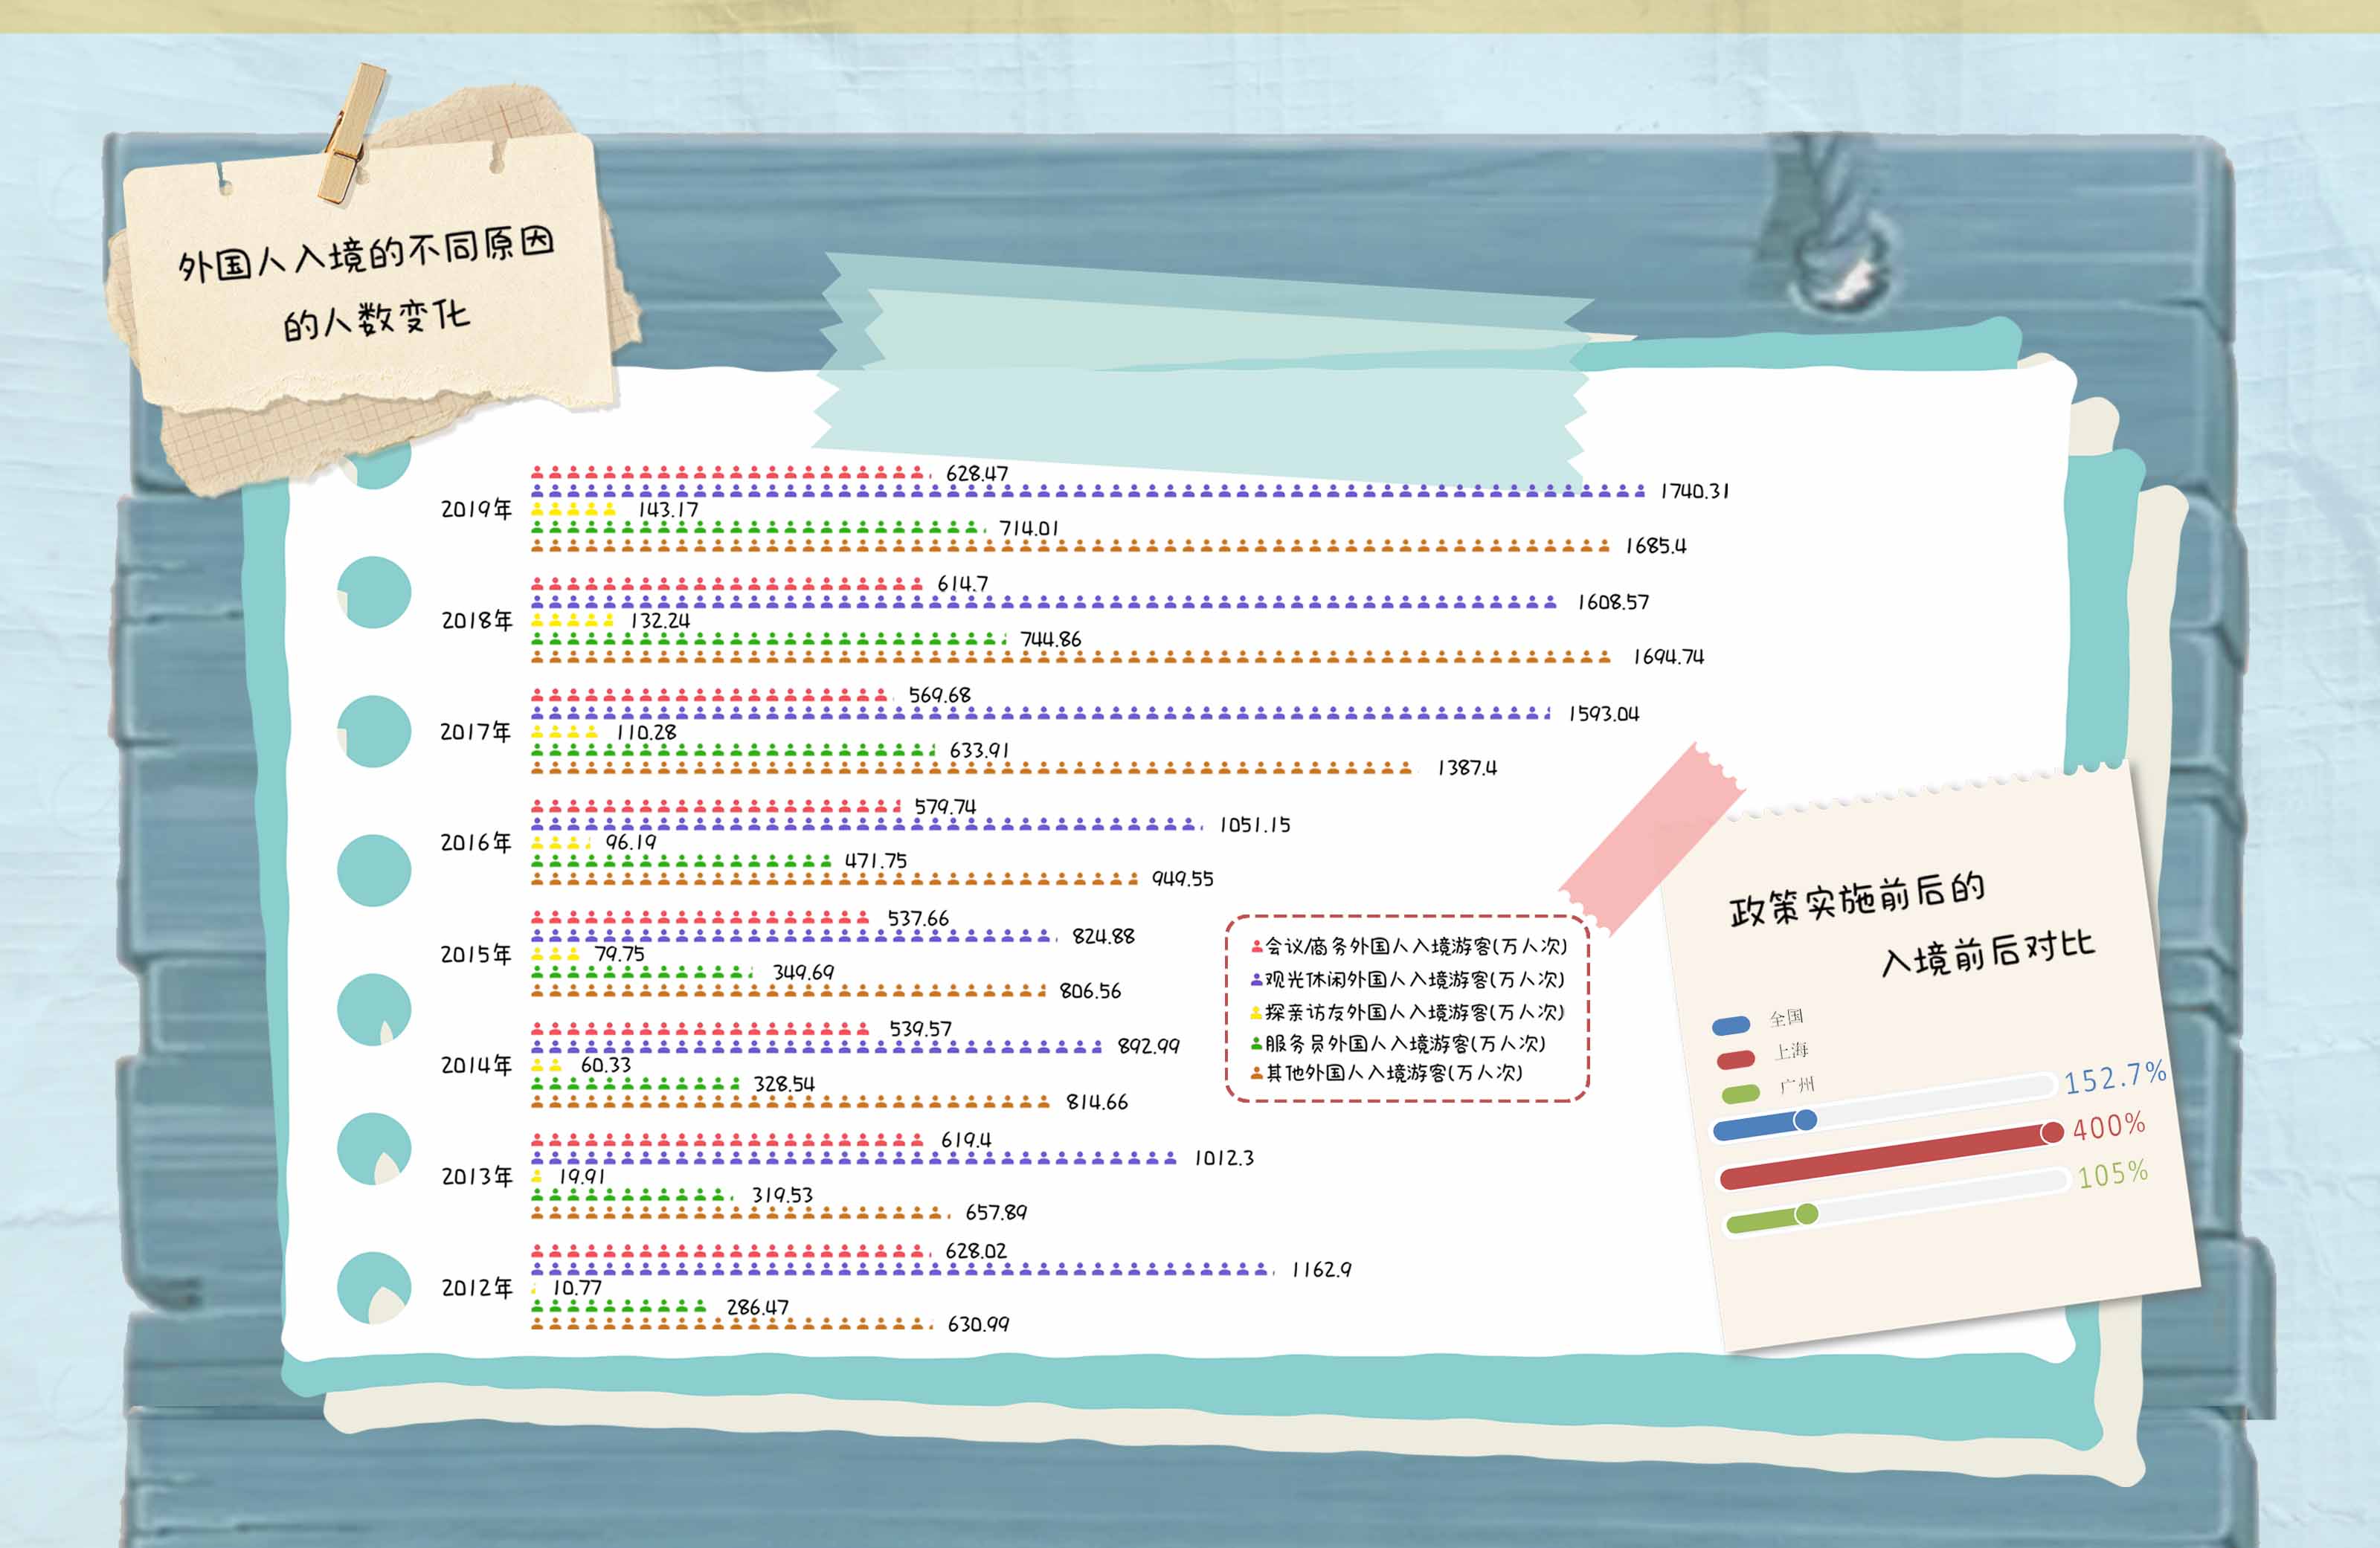 外国人入境的不同原因
的人数变化
628.47
1740.31
2019年
143.17
714.01
1685.4
614.7
1608.57
2018年
132.24
744.86
1694.74
569.68
1593.04
2017年
110.28
633.91
1387.4
579.74
1051.15
2016年
96.19
471.75
949.55
537.66
824.88
2015年
79.75
349.69
806.56
539.57
892.99
2014年
60.33
328.54
814.66
619.4
1012.3
2013年
19.91
319.53
657.89
628.02
1162.9
2012年
10.77
286.47
630.99
会议/商务外国人入境游客(万人次)
观光休闲外国人入境游客(万人次)
探亲访友外国人入境游客(万人次)
服务员外国人入境游客(万人次)
其他外国人入境游客(万人次)
政策实施前后的
入境前后对比
全国
上海
广州
152.7%
400%
105%